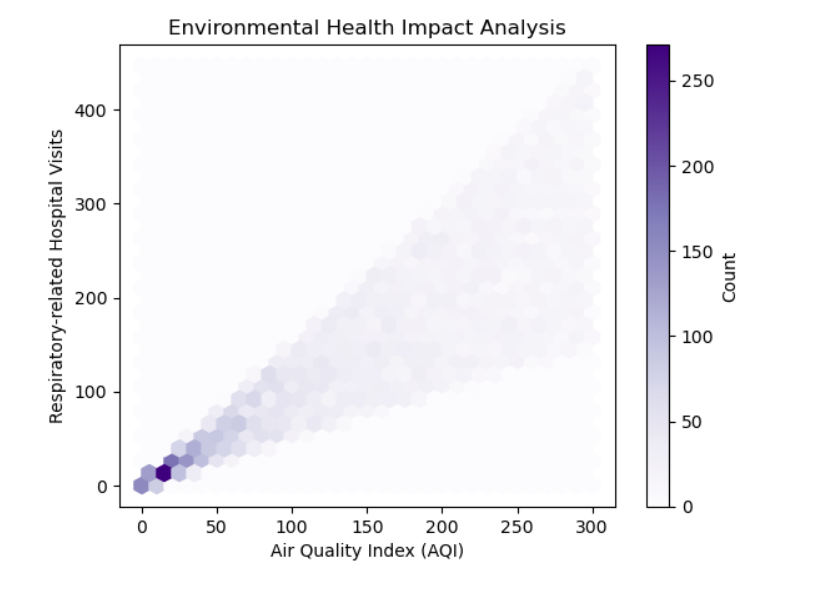 Environmental Health Impact Analysis
400
300
200
100
0
Respiratory-related Hospital Visits
0 50 100 150 200 250 300
Air Quality Index (AQI)
250
200
150
100
50
0
Count